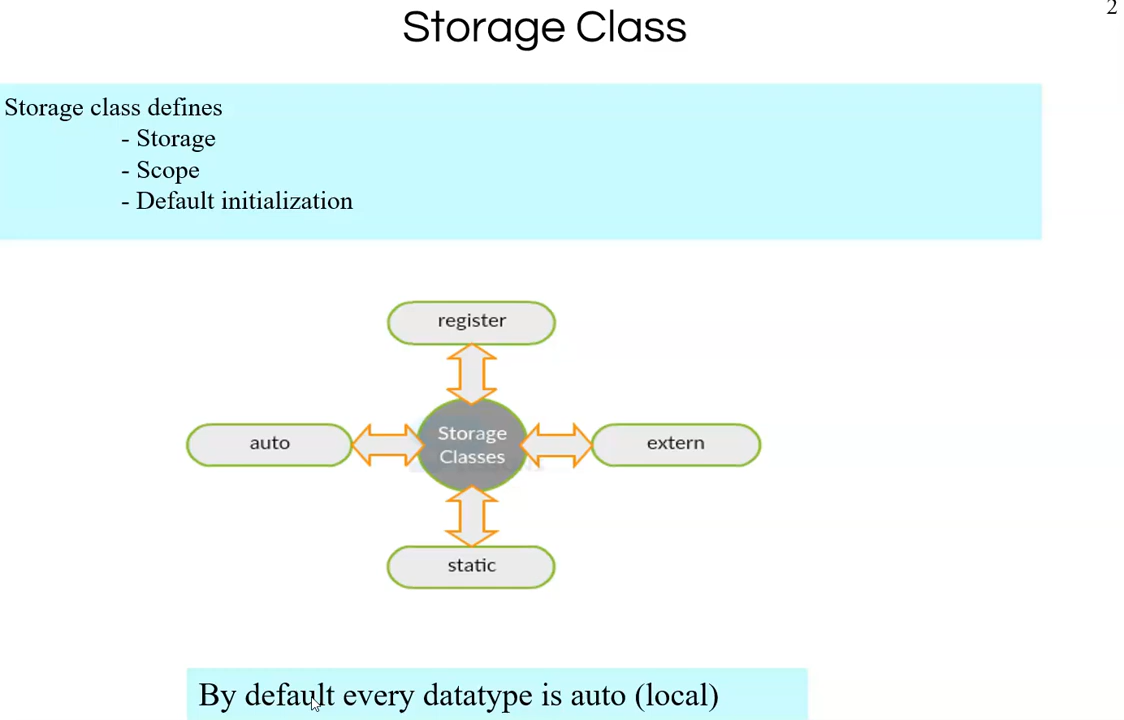 2
Storage Class
Storage class defines
- Storage
- Scope
- Default initialization
register
auto
Storage
Classes
extern
static
By default every datatype is auto (local)